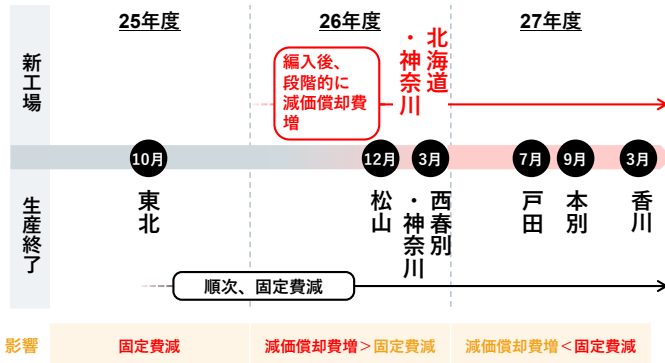 25年度
26年度
27年度
新工場
編入後、
段階的に
減価償却費
増
北海道
・神奈川
10月
12月
3月
7月
9月
3月
生産終了
東北
松山
西春別
・神奈川
戸田
本別
香川
順次、固定費減
影響
固定費減
減価償却費増＞固定費減
減価償却費増＜固定費減